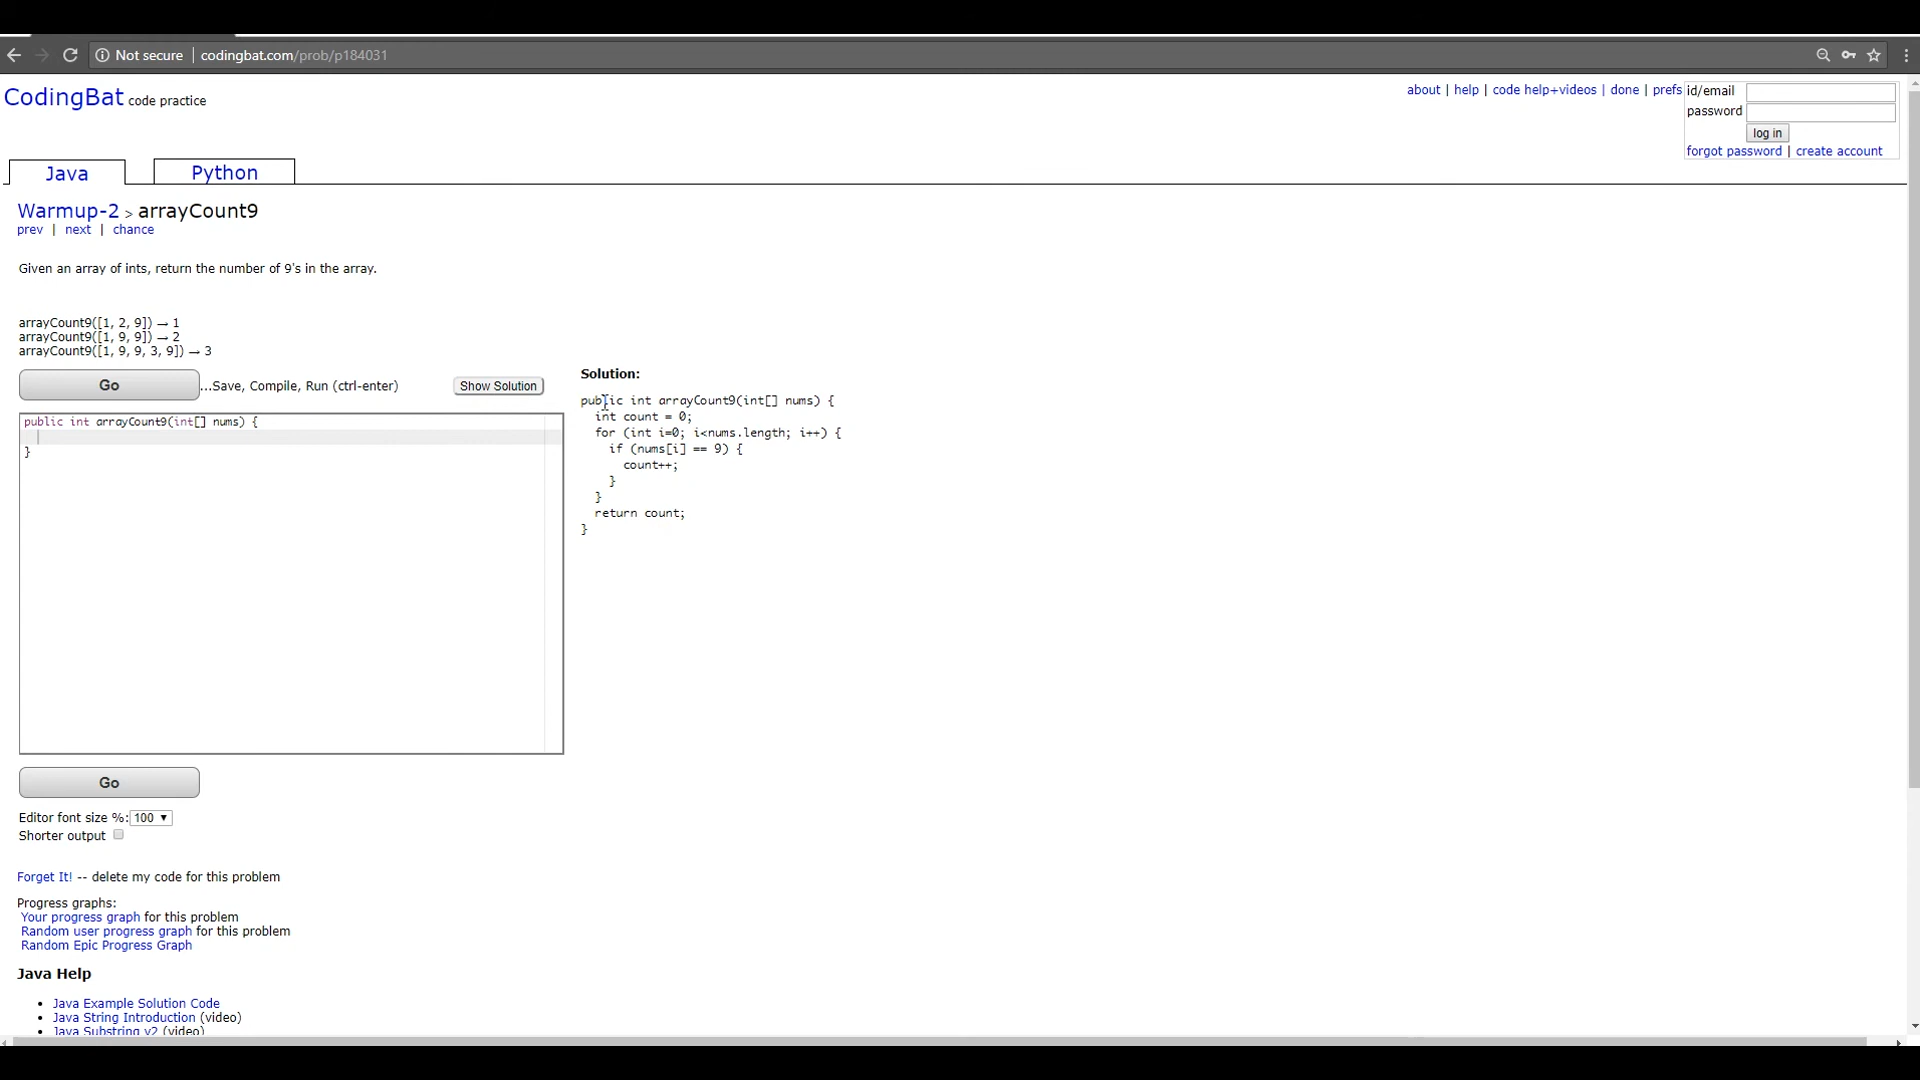 Not secure codingbat.com/prob/p184031
CodingBat code practice
about | help | code help+videos | done | prefs
id/email
password
log in
forgot password | create account
Java
Python
Warmup-2 > arrayCount9
prev | next | chance
Given an array of ints, return the number of 9's in the array.
arrayCount9([1, 2, 9]) → 1
arrayCount9([1, 9, 9]) → 2
arrayCount9([1, 9, 9, 3, 9]) → 3
Go
...Save, Compile, Run (ctrl-enter)
Show Solution
public int arrayCount9(int[] nums) {
}
Solution:
public int arrayCount9(int[] nums) {
int count = 0;
for (int i=0; i<nums.length; i++) {
if (nums[i] == 9) {
count++;
}
}
return count;
}
Go
Editor font size %: 100
Shorter output
Forget It! -- delete my code for this problem
Progress graphs:
Your progress graph for this problem
Random user progress graph for this problem
Random Epic Progress Graph
Java Help
• Java Example Solution Code
• Java String Introduction (video)
• Java Substring v2 (video)